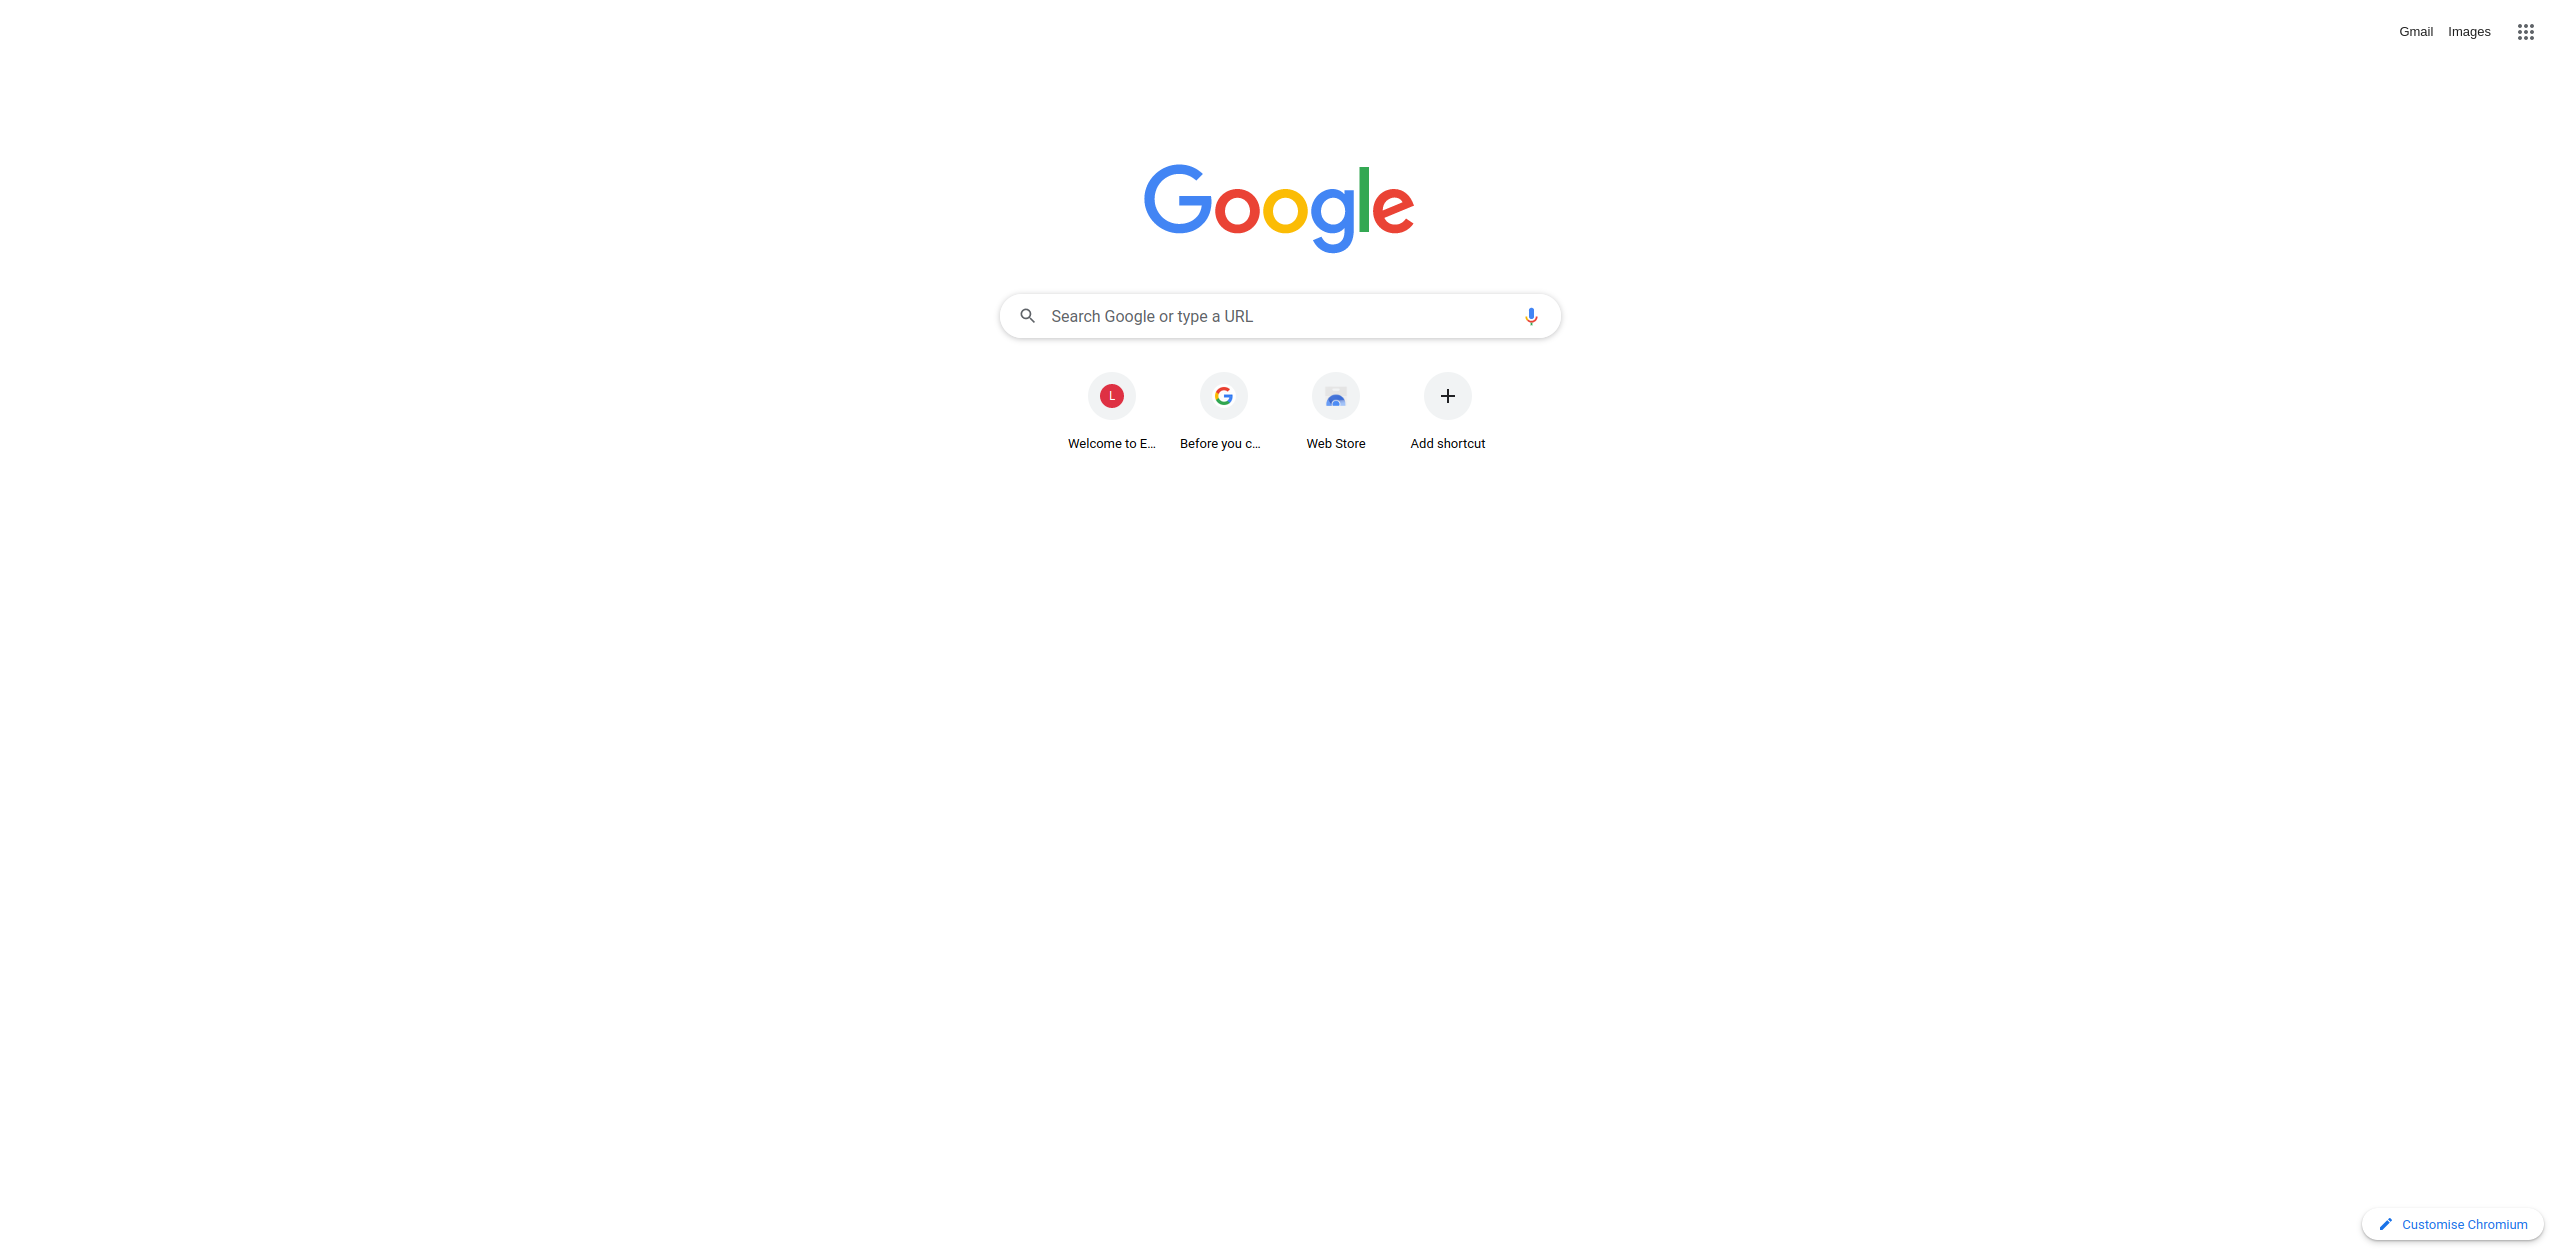 Gmail Images
Google
Search Google or type a URL
L
Welcome to E...
Before you c...
Web Store
Add shortcut
Customise Chromium